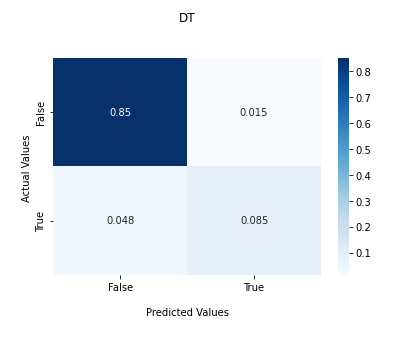 DT
0.85
0.015
0.048
0.085
False
True
Actual Values
False
True
Predicted Values
0.8
0.7
0.6
0.5
0.4
0.3
0.2
0.1